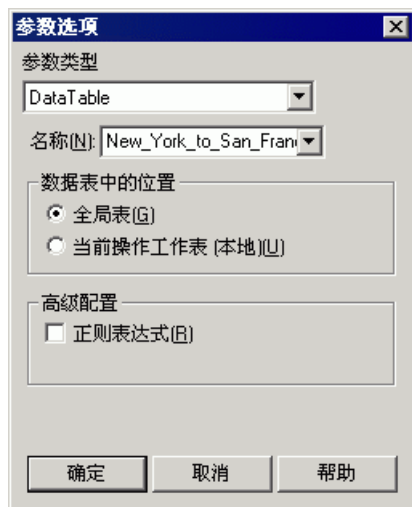 参数选项
参数类型
DataTable
名称(N): New_York_to_San_Fran
数据表中的位置
全局表(G)
当前操作工作表 (本地)(U)
高级配置
正则表达式(R)
确定 取消 帮助